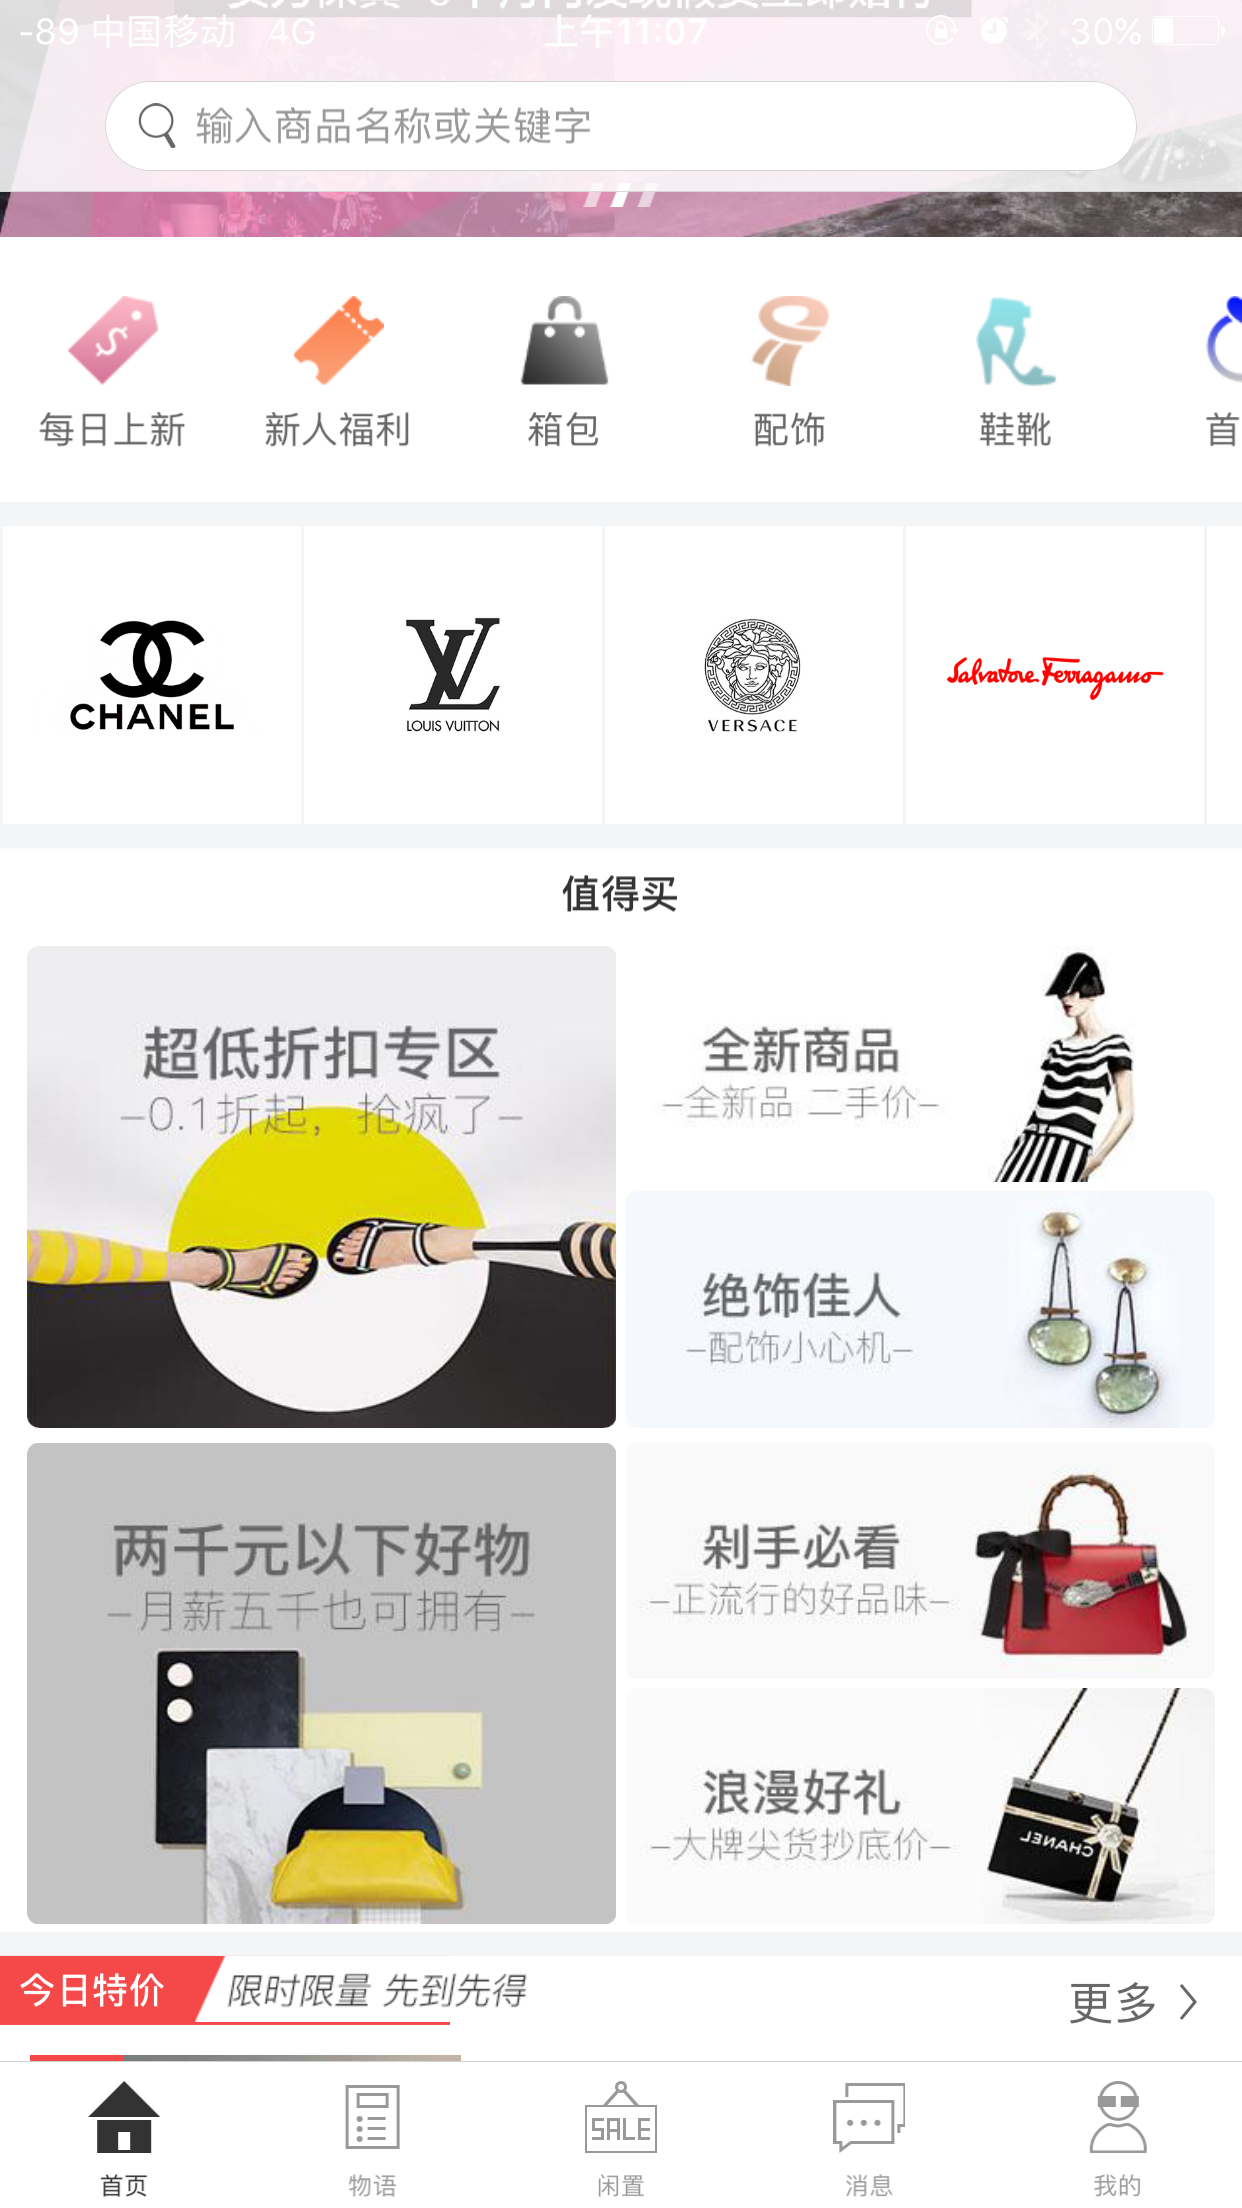 -89 中国移动 4G 上午11:07 30%
输入商品名称或关键字
每日上新 新人福利 箱包 配饰 鞋靴 首
CHANEL LOUIS VUITTON VERSACE Salvatore Ferragamo
值得买
超低折扣专区
–0.1折起，抢疯了–
全新商品
–全新品 二手价–
绝饰佳人
–配饰小心机–
两千元以下好物
–月薪五千也可拥有–
剁手必看
–正流行的好品味–
浪漫好礼
–大牌尖货抄底价–
CHANEL
今日特价 限时限量 先到先得 更多
SALE
首页 物语 闲置 消息 我的